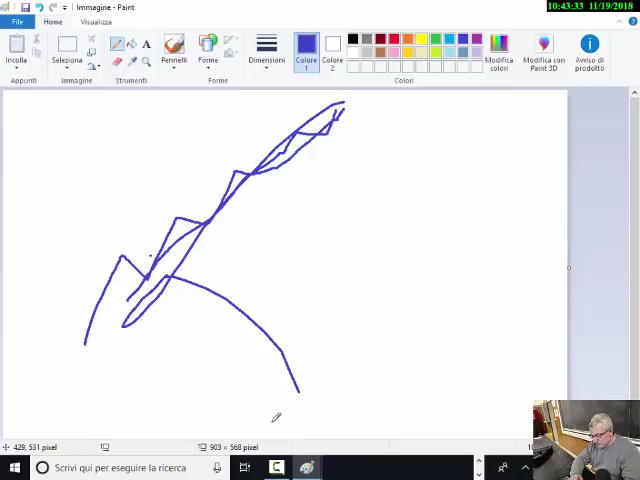 Immagine - Paint
10:43:33 11/19/2018
File Home Visualizza
Incolla Seleziona Pennelli Forme Dimensioni Colore 1 Colore 2 Modifica colori Modifica con Paint 3D Avviso di prodotto
Appunti Immagine Strumenti Forme Colori
429, 531 pixel 903 × 568 pixel
Scrivi qui per eseguire la ricerca